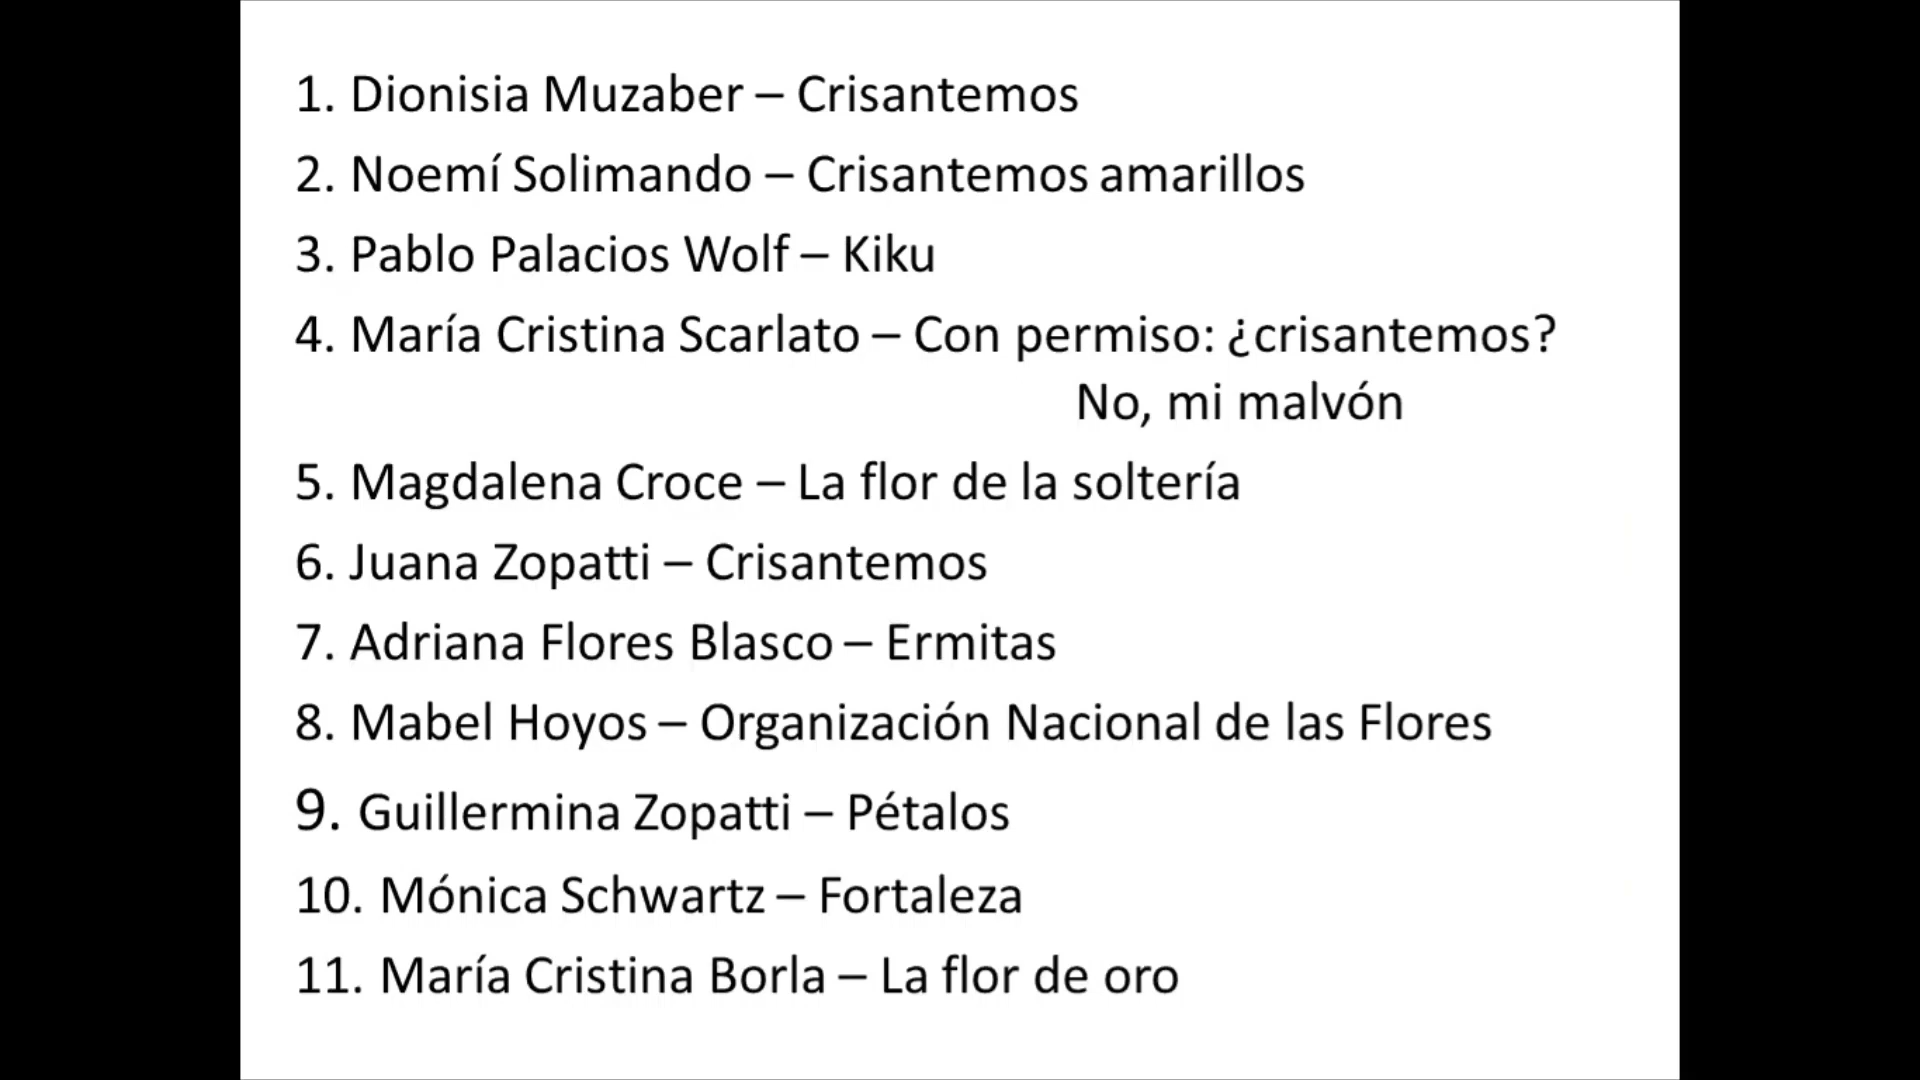 1. Dionisia Muzaber – Crisantemos
2. Noemí Solimando – Crisantemos amarillos
3. Pablo Palacios Wolf – Kiku
4. María Cristina Scarlato – Con permiso: ¿crisantemos?
No, mi malvón
5. Magdalena Croce – La flor de la soltería
6. Juana Zopatti – Crisantemos
7. Adriana Flores Blasco – Ermitas
8. Mabel Hoyos – Organización Nacional de las Flores
9. Guillermina Zopatti – Pétalos
10. Mónica Schwartz – Fortaleza
11. María Cristina Borla – La flor de oro